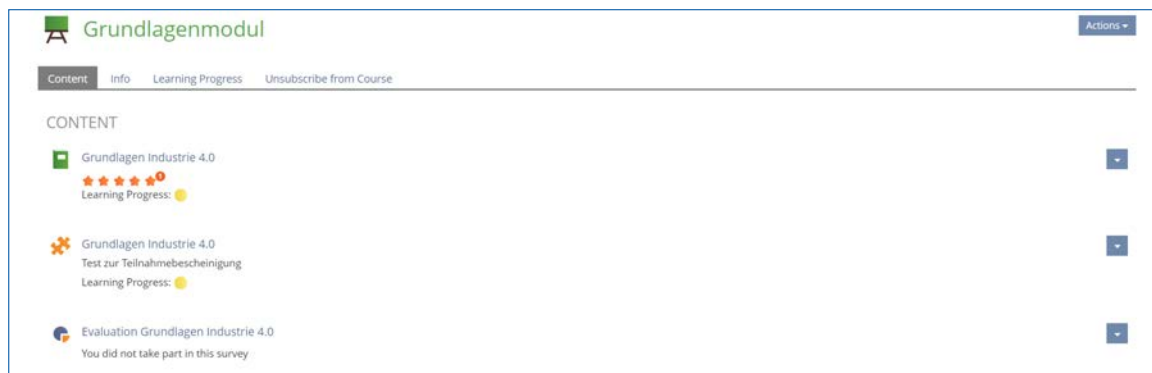 Grundlagenmodul
Actions
Content Info Learning Progress Unsubscribe from Course
CONTENT
Grundlagen Industrie 4.0
1
Learning Progress:
Grundlagen Industrie 4.0
Test zur Teilnahmebescheinigung
Learning Progress:
Evaluation Grundlagen Industrie 4.0
You did not take part in this survey